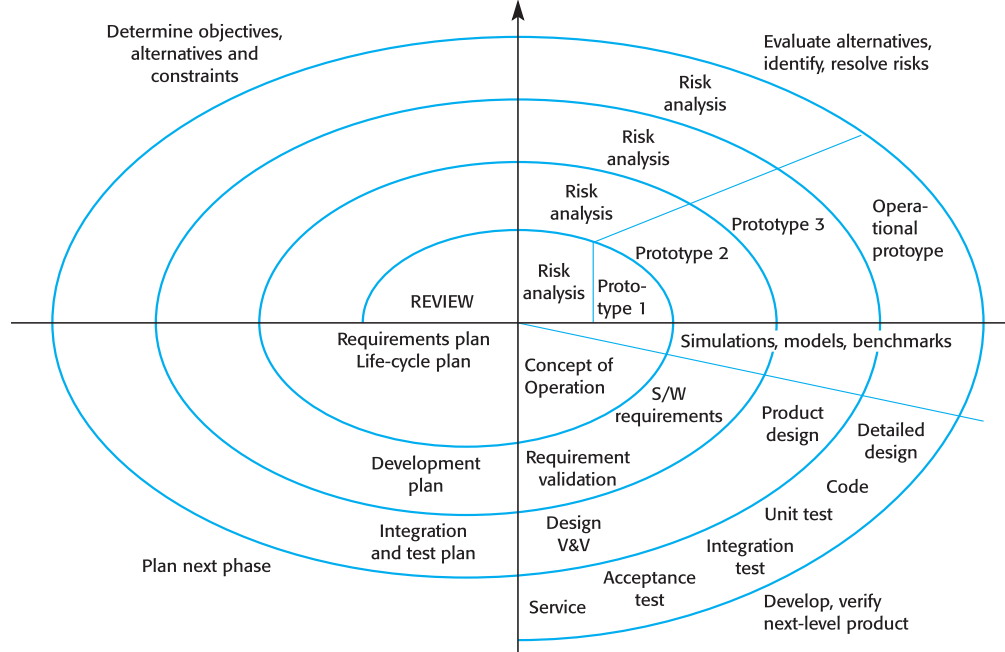 Determine objectives,
alternatives and
constraints
Evaluate alternatives,
identify, resolve risks
Risk
analysis
Risk
analysis
Risk
analysis
Risk
analysis
Proto-
type 1
Prototype 2
Prototype 3
Opera-
tional
protoype
REVIEW
Requirements plan
Life-cycle plan
Simulations, models, benchmarks
Concept of
Operation
S/W
requirements
Product
design
Detailed
design
Development
plan
Requirement
validation
Code
Unit test
Integration
and test plan
Design
V&V
Integration
test
Plan next phase
Acceptance
test
Service
Develop, verify
next-level product